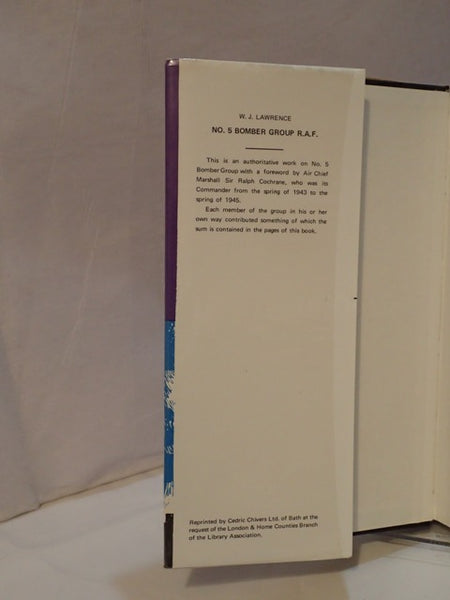 W. J. LAWRENCE
NO. 5 BOMBER GROUP R.A.F.
This is an authoritative work on No. 5
Bomber Group with a foreword by Air Chief
Marshall Sir Ralph Cochrane, who was its
Commander from the spring of 1943 to the
spring of 1945.
Each member of the group in his or her
own way contributed something of which the
sum is contained in the pages of this book.
Reprinted by Cedric Chivers Ltd. of Bath at the
request of the London & Home Counties Branch
of the Library Association.